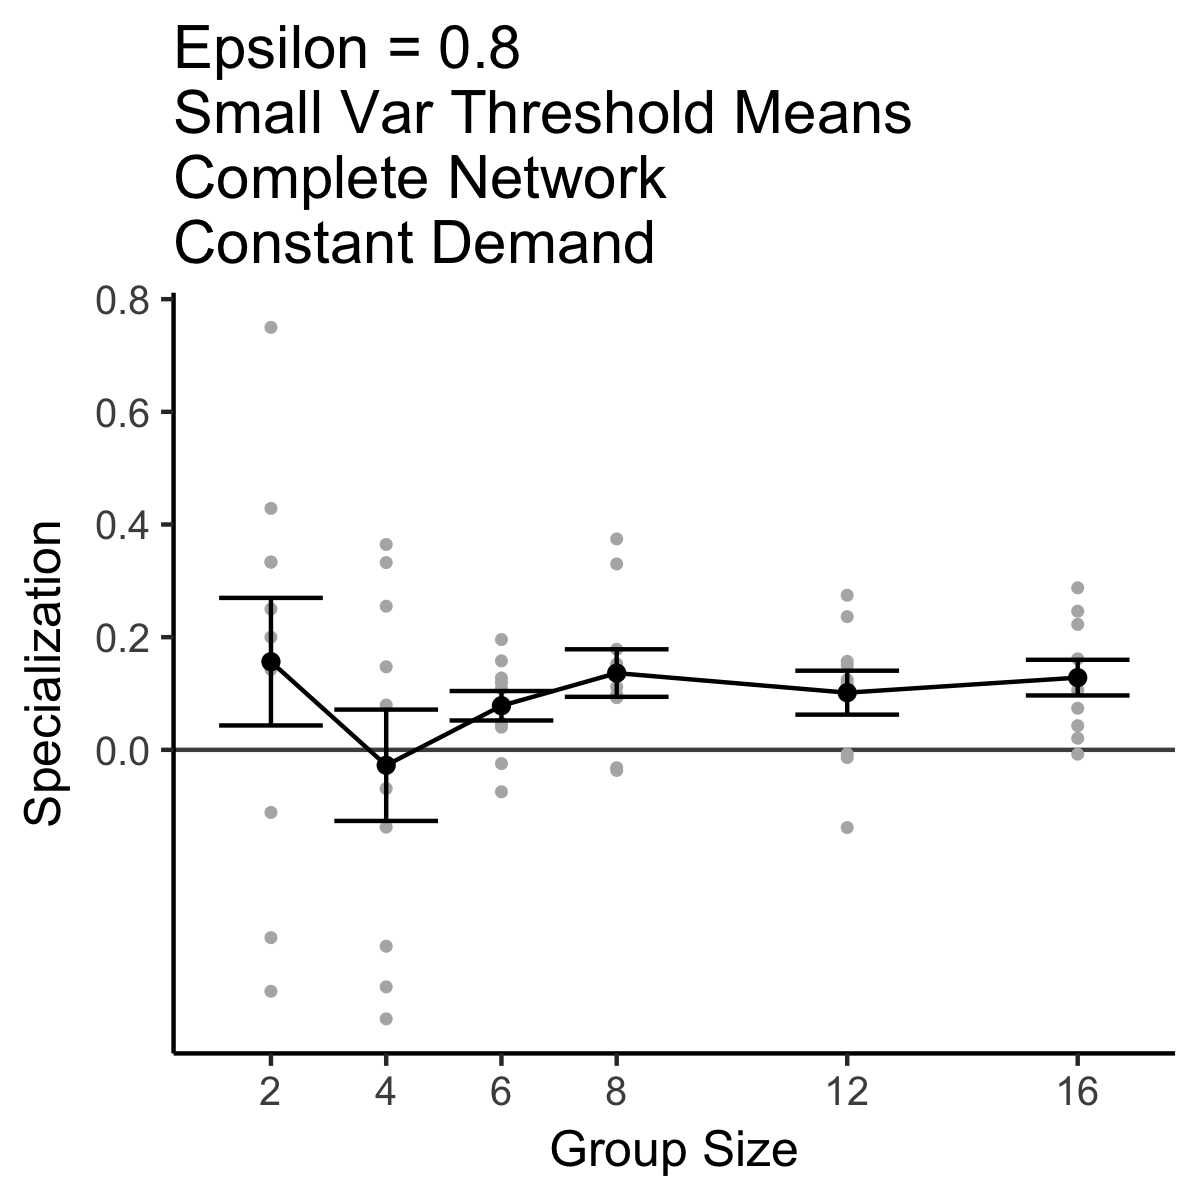 Epsilon = 0.8
Small Var Threshold Means
Complete Network
Constant Demand
0.8
0.6
0.4
0.2
0.0
Specialization
2 4 6 8 12 16
Group Size